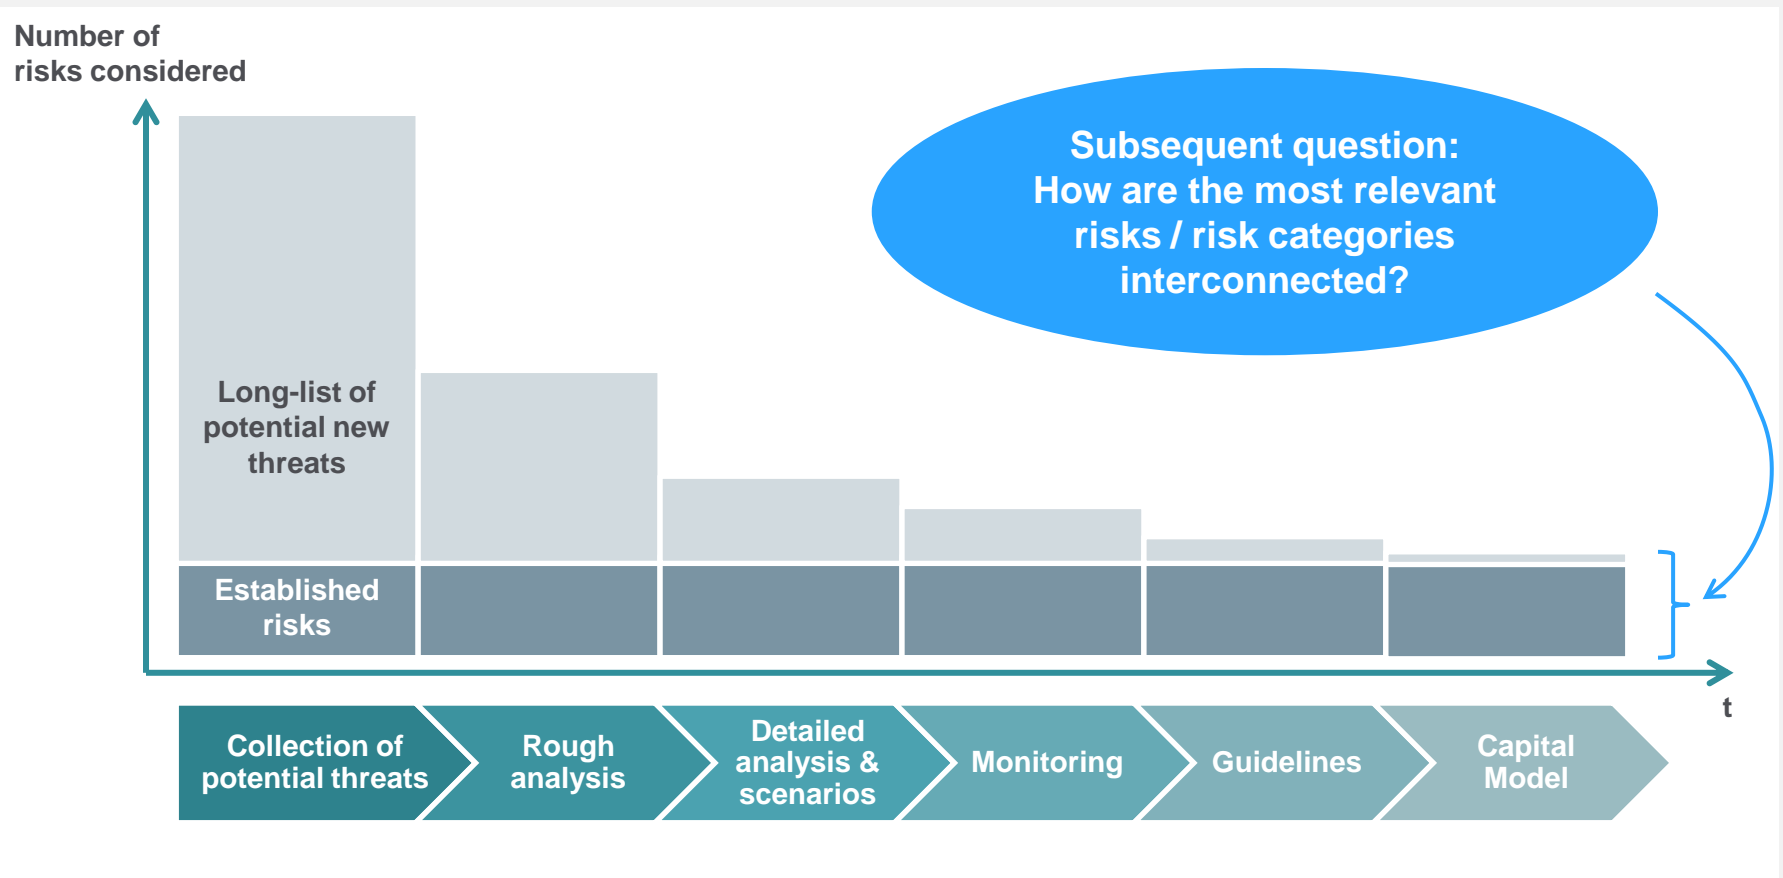 Number of
risks considered
Subsequent question:
How are the most relevant
risks / risk categories
interconnected?
Long-list of
potential new
threats
Established
risks
t
Collection of
potential threats
Rough
analysis
Detailed
analysis &
scenarios
Monitoring
Guidelines
Capital
Model